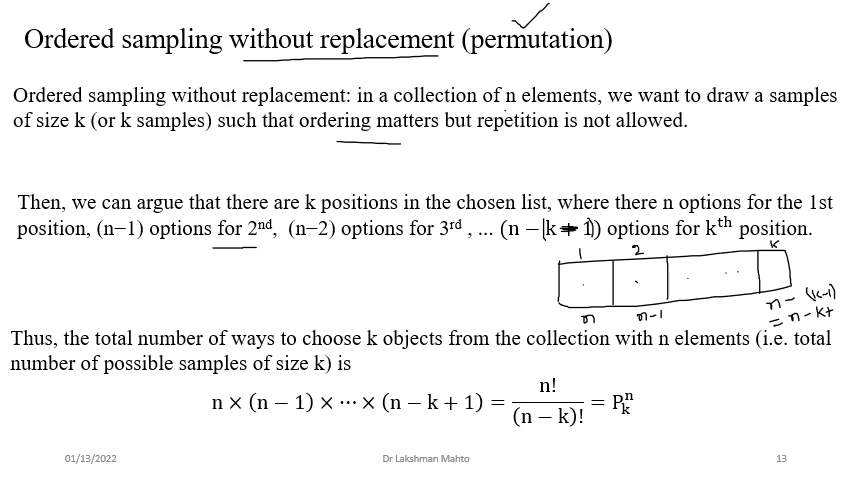 Ordered sampling without replacement (permutation)
Ordered sampling without replacement: in a collection of n elements, we want to draw a samples
of size k (or k samples) such that ordering matters but repetition is not allowed.
Then, we can argue that there are k positions in the chosen list, where there n options for the 1st
position, (n−1) options for 2nd, (n−2) options for 3rd , ... (n − (k − 1)) options for kth position.
1 2 K
n n-1 n- (k-1)
= n-k+
Thus, the total number of ways to choose k objects from the collection with n elements (i.e. total
number of possible samples of size k) is
n × (n − 1) × ⋯ × (n − k + 1) = n! / (n − k)! = Pⁿₖ
01/13/2022 Dr Lakshman Mahto 13